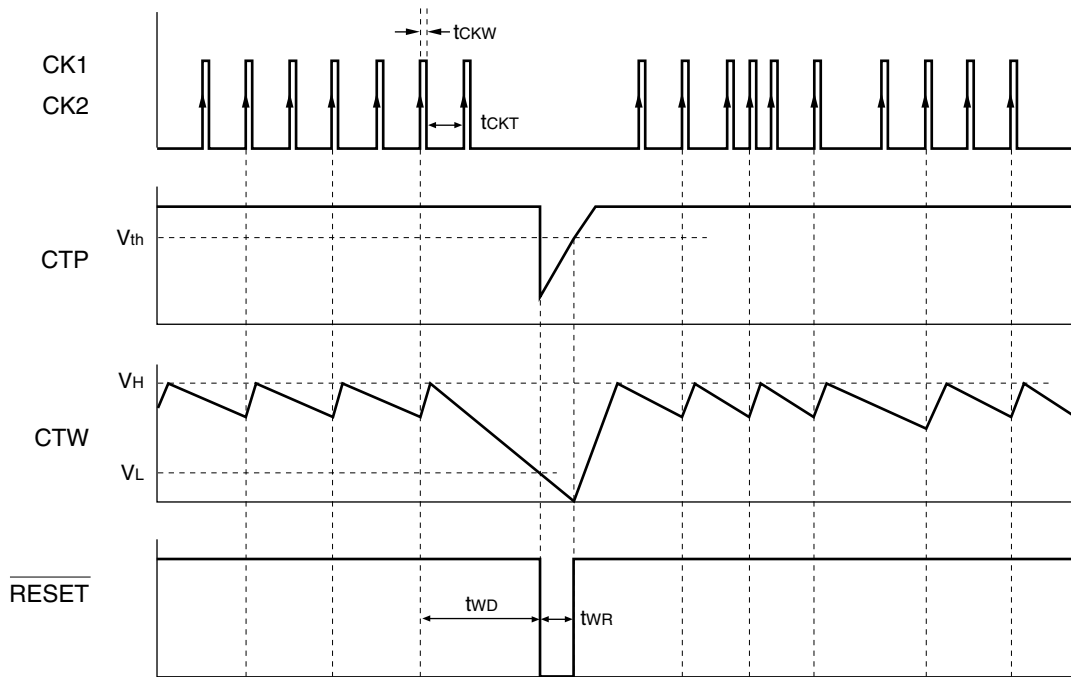 tCKW
CK1
CK2
tCKT
Vth
CTP
VH
CTW
VL
RESET
tWD
tWR